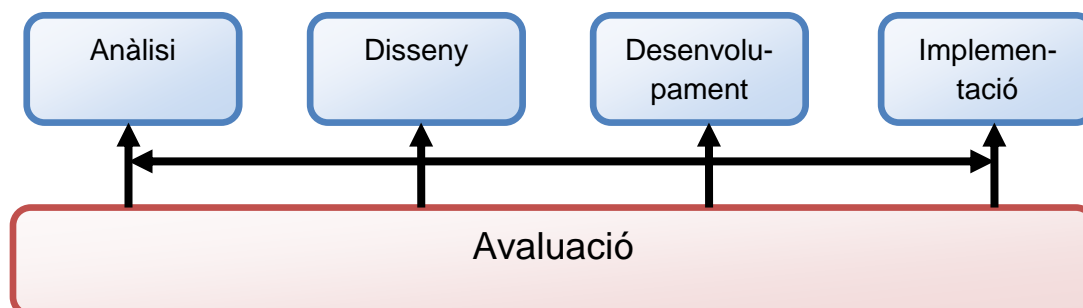 Anàlisi
Disseny
Desenvolu-
pament
Implemen-
tació
Avaluació